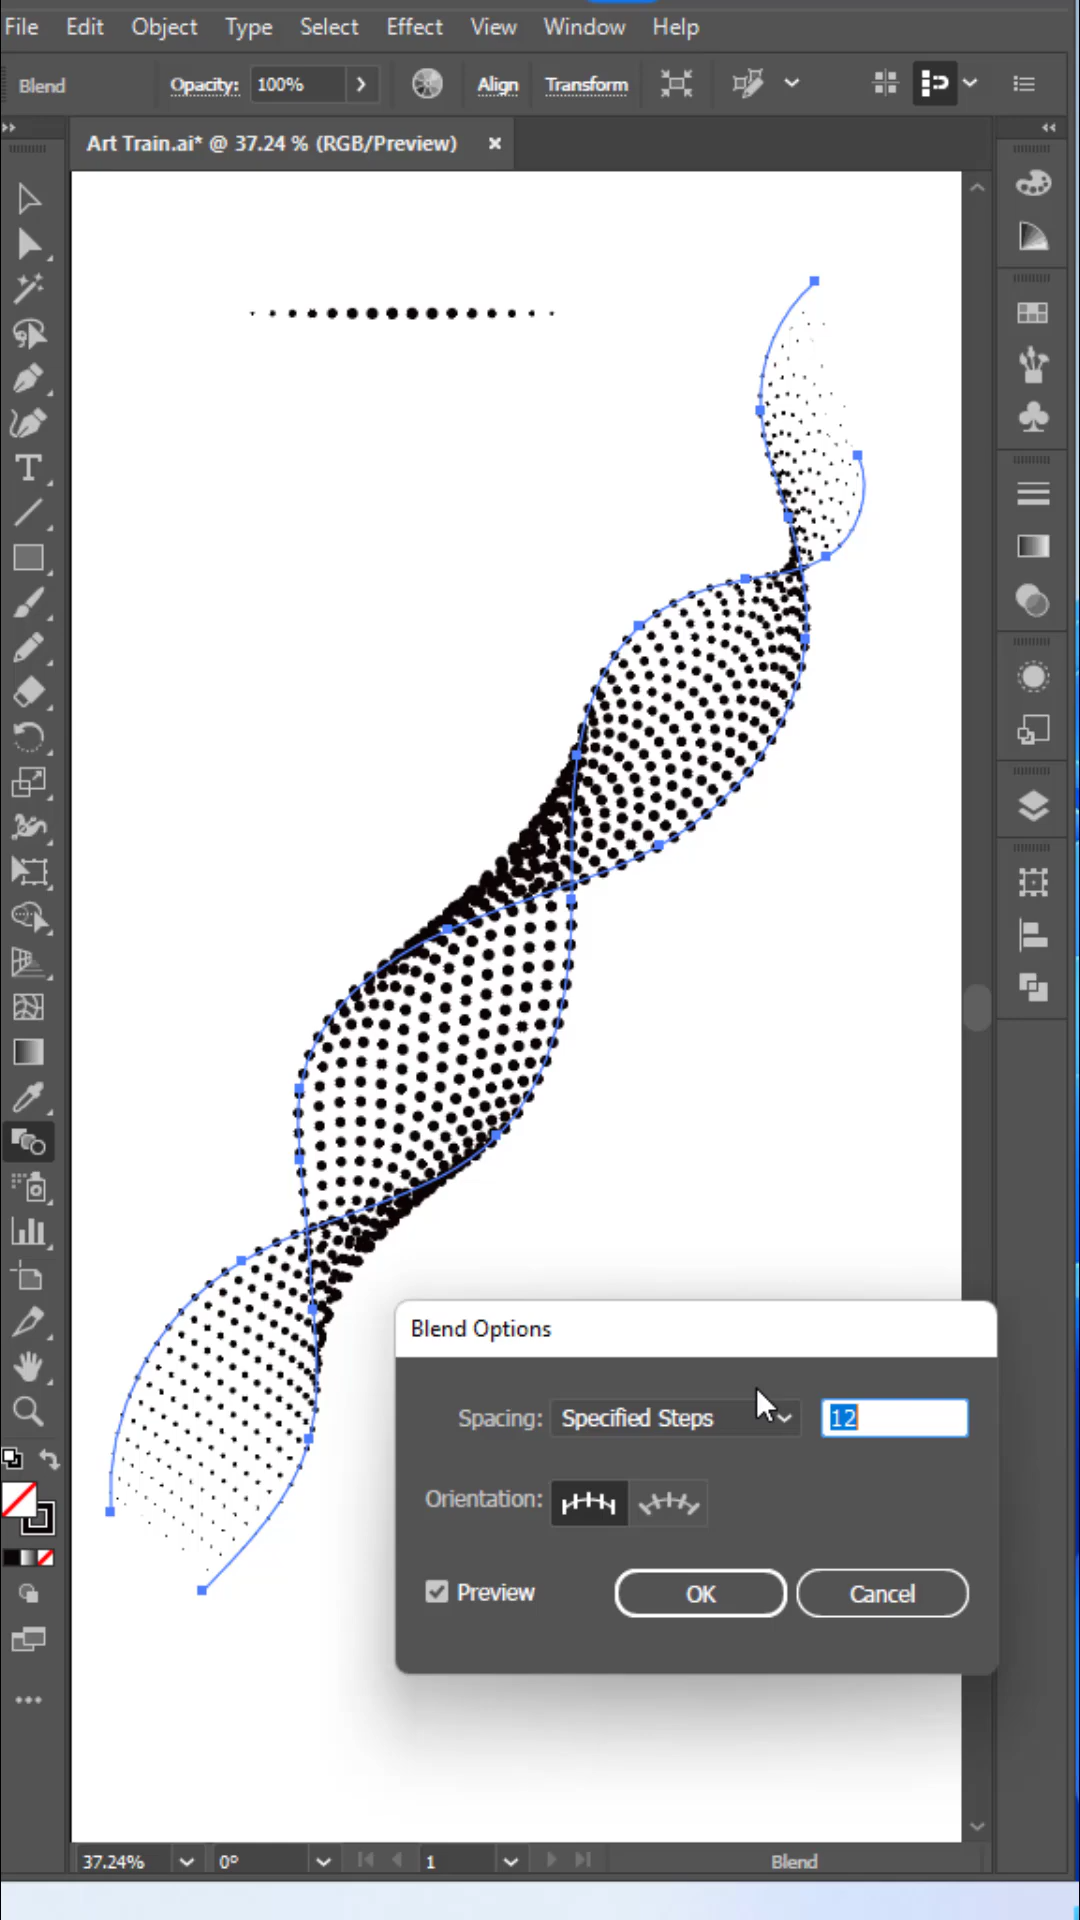 File Edit Object Type Select Effect View Window Help
Blend Opacity: 100% Align Transform
Art Train.ai* @ 37.24 % (RGB/Preview) ×
Blend Options
Spacing: Specified Steps 12
Orientation:
Preview OK Cancel
37.24% 0° 1 Blend